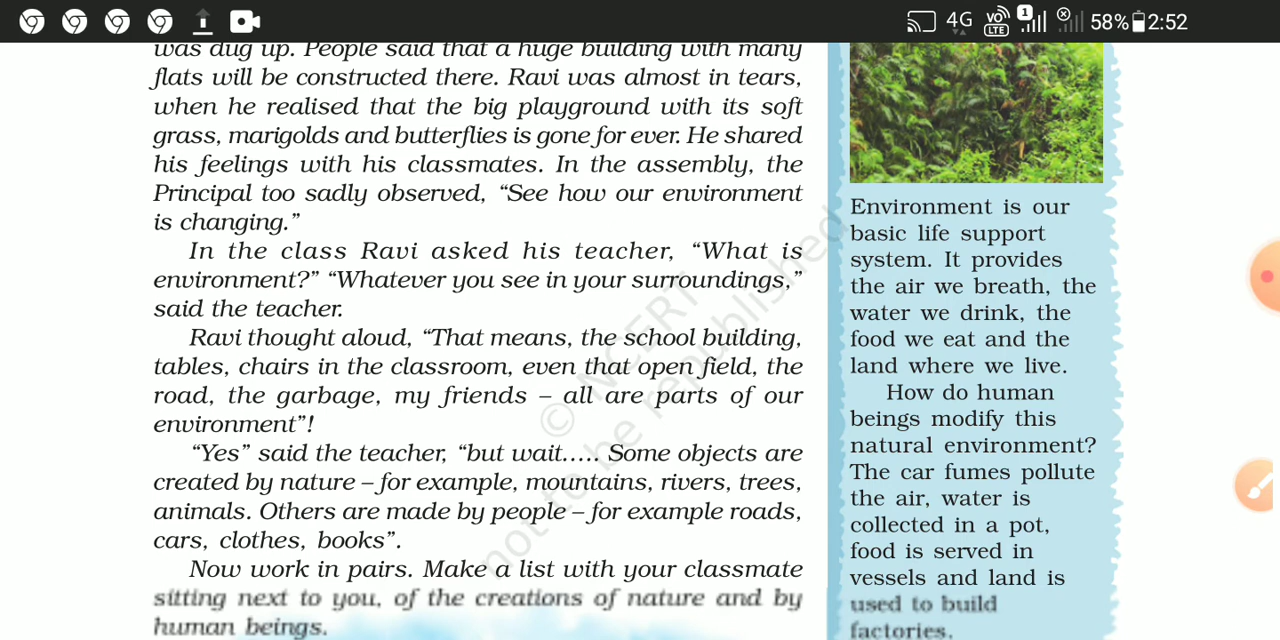 4G VO LTE 1 58% 2:52
was dug up. People said that a huge building with many
flats will be constructed there. Ravi was almost in tears,
when he realised that the big playground with its soft
grass, marigolds and butterflies is gone for ever. He shared
his feelings with his classmates. In the assembly, the
Principal too sadly observed, “See how our environment
is changing.”
In the class Ravi asked his teacher, “What is
environment?” “Whatever you see in your surroundings,”
said the teacher.
Ravi thought aloud, “That means, the school building,
tables, chairs in the classroom, even that open field, the
road, the garbage, my friends – all are parts of our
environment”!
“Yes” said the teacher, “but wait..... Some objects are
created by nature – for example, mountains, rivers, trees,
animals. Others are made by people – for example roads,
cars, clothes, books”.
Now work in pairs. Make a list with your classmate
sitting next to you, of the creations of nature and by
human beings.
Environment is our
basic life support
system. It provides
the air we breath, the
water we drink, the
food we eat and the
land where we live.
How do human
beings modify this
natural environment?
The car fumes pollute
the air, water is
collected in a pot,
food is served in
vessels and land is
used to build
factories.
© NCERT
not to be republished